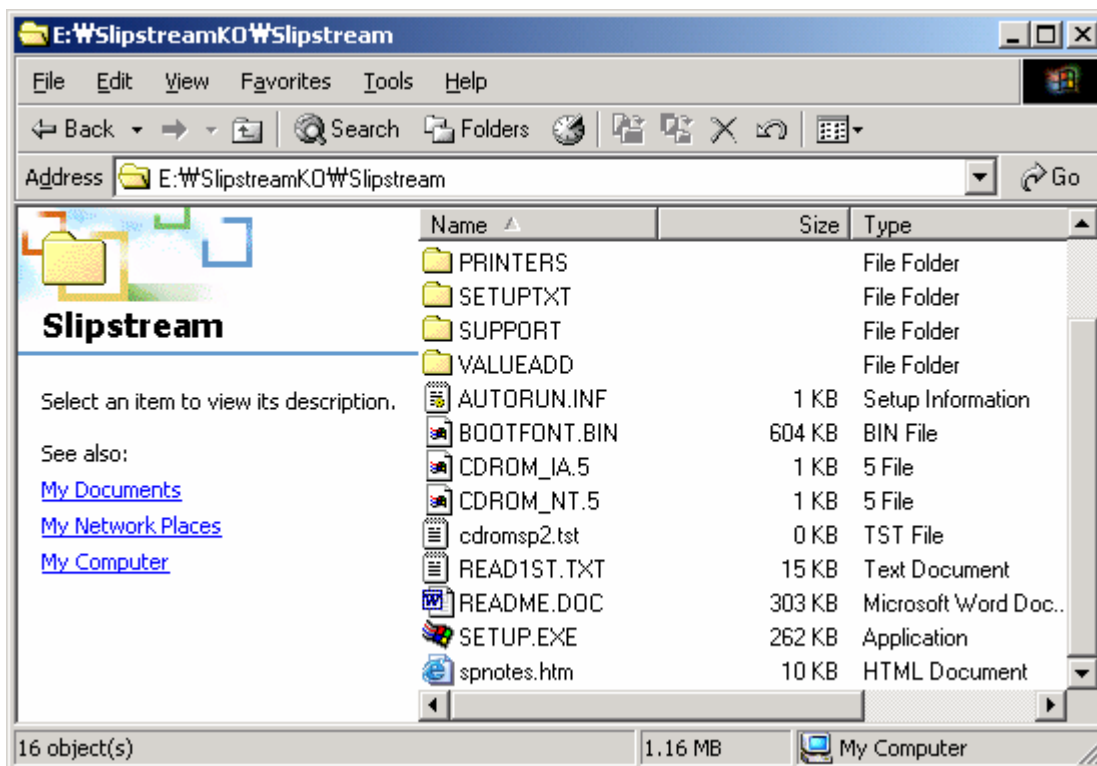 E:₩SlipstreamKO₩Slipstream
File Edit View Favorites Tools Help
Back Search Folders
Address E:₩SlipstreamKO₩Slipstream Go
Name Size Type
Slipstream
Select an item to view its description.
See also:
My Documents
My Network Places
My Computer
PRINTERS File Folder
SETUPTXT File Folder
SUPPORT File Folder
VALUEADD File Folder
AUTORUN.INF 1 KB Setup Information
BOOTFONT.BIN 604 KB BIN File
CDROM_IA.5 1 KB 5 File
CDROM_NT.5 1 KB 5 File
cdromsp2.tst 0 KB TST File
READ1ST.TXT 15 KB Text Document
README.DOC 303 KB Microsoft Word Doc...
SETUP.EXE 262 KB Application
spnotes.htm 10 KB HTML Document
16 object(s) 1.16 MB My Computer